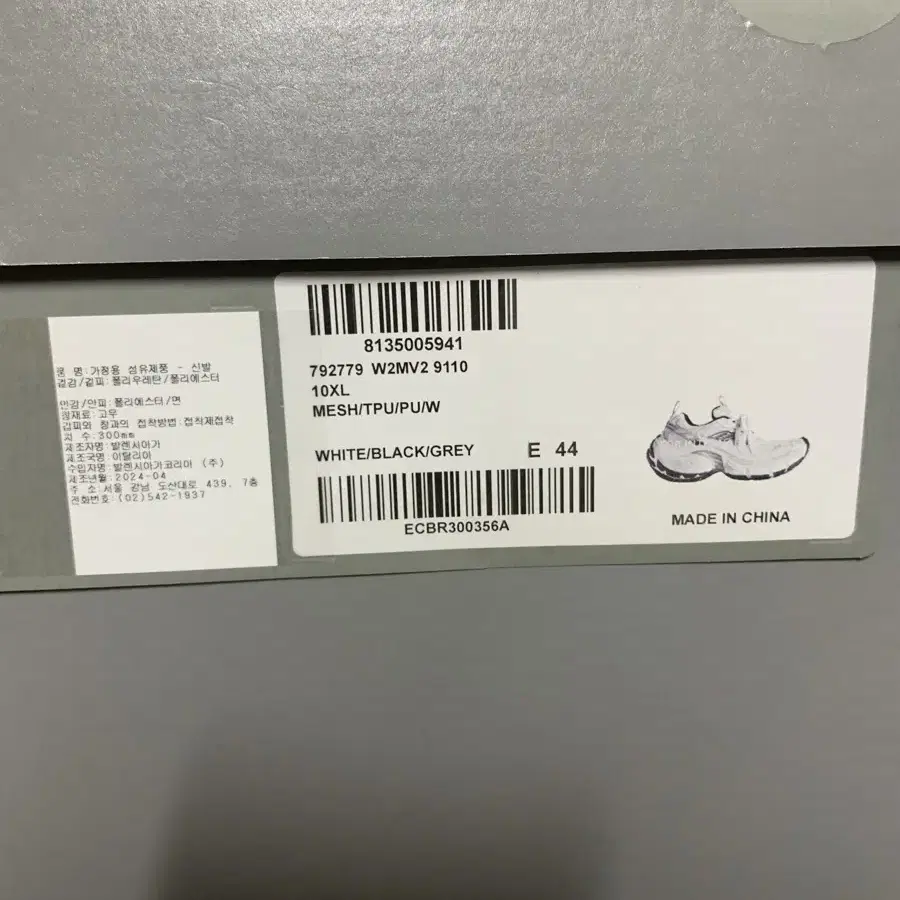 품 명:가정용 섬유제품 - 신발
겉감/겉피:폴리우레탄/폴리에스터
안감/안피:폴리에스터/면
창재료:고무
갑피와 창과의 접착방법:접착제접착
치 수:300mm
제조자명:발렌시아가
제조국명:이탈리아
수입자명:발렌시아가코리아 (주)
제조년월:2024-04
주 소:서울 강남 도산대로 439, 7층
전화번호:(02)542-1937
8135005941
792779 W2MV2 9110
10XL
MESH/TPU/PU/W
WHITE/BLACK/GREY E 44
ECBR300356A
MADE IN CHINA